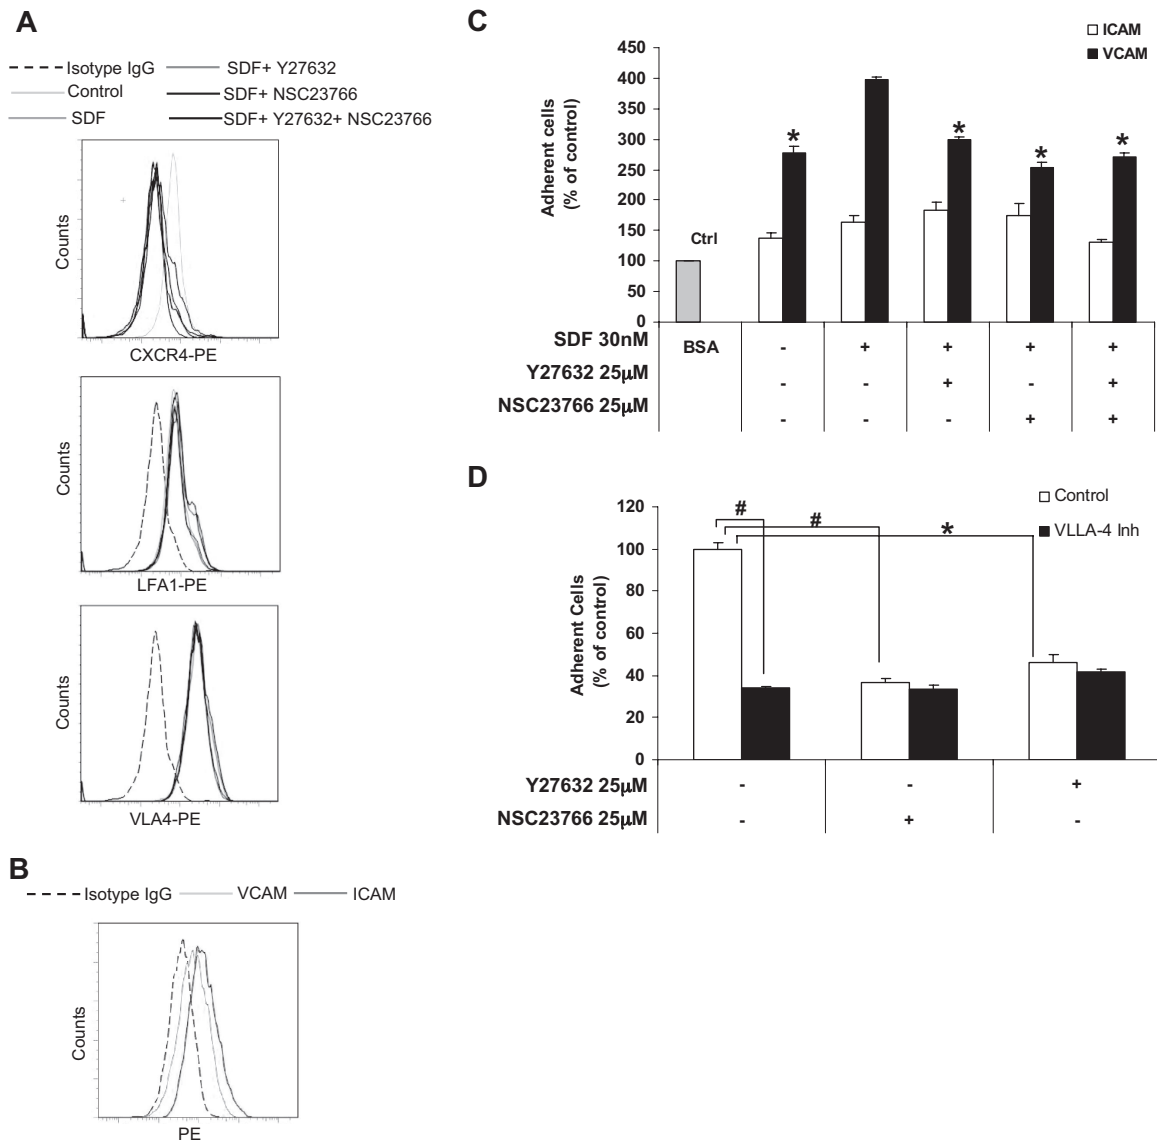 A
Isotype IgG
SDF+ Y27632
Control
SDF+ NSC23766
SDF
SDF+ Y27632+ NSC23766
Counts
CXCR4-PE
Counts
LFA1-PE
Counts
VLA4-PE
B
Isotype IgG
VCAM
ICAM
Counts
PE
C
ICAM
VCAM
Adherent cells
(% of control)
450
400
350
300
250
200
150
100
50
0
Ctrl
* * * *
SDF 30nM BSA - + + + +
Y27632 25µM - - + - +
NSC23766 25µM - - - + +
D
Control
VLLA-4 Inh
Adherent Cells
(% of control)
120
100
80
60
40
20
0
#
#
*
Y27632 25µM - - +
NSC23766 25µM - + -